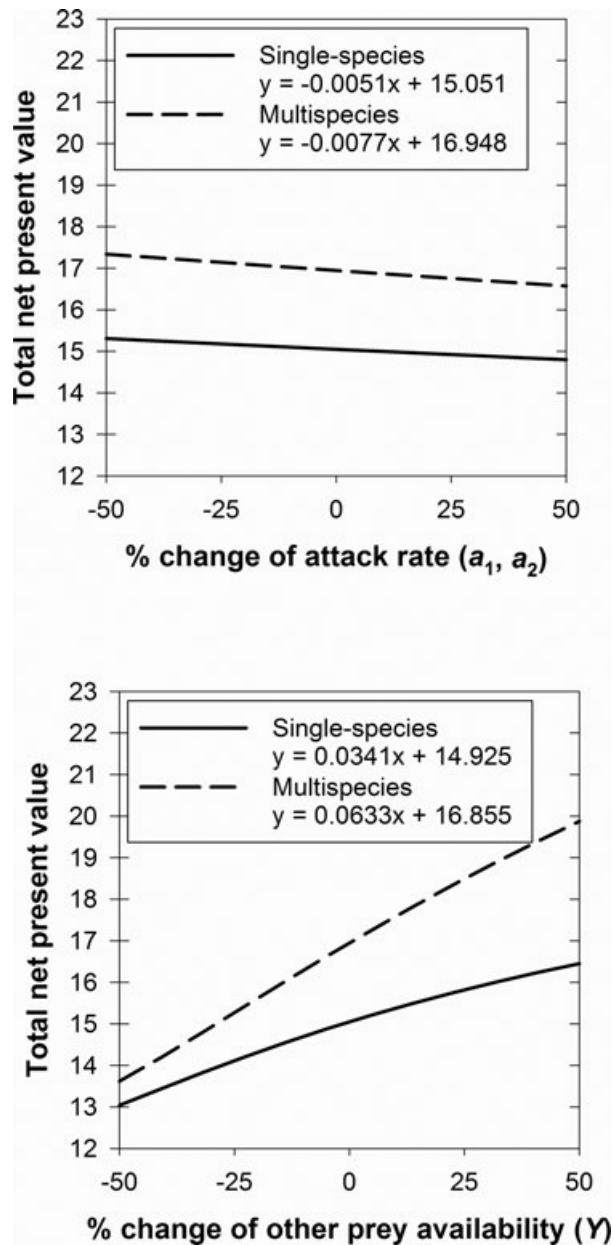 23
22
21
20
19
18
17
16
15
14
13
12
Total net present value
Single-species
y = -0.0051x + 15.051
Multispecies
y = -0.0077x + 16.948
-50 -25 0 25 50
% change of attack rate (a1, a2)
23
22
21
20
19
18
17
16
15
14
13
12
Total net present value
Single-species
y = 0.0341x + 14.925
Multispecies
y = 0.0633x + 16.855
-50 -25 0 25 50
% change of other prey availability (Y)